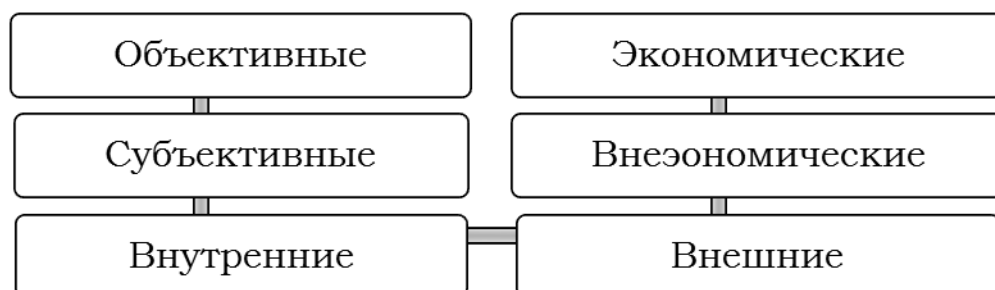 Объективные
Экономические
Субъективные
Внеэономические
Внутренние
Внешние